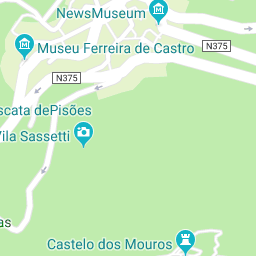 NewsMuseum
Museu Ferreira de Castro
N375
N375
scata dePisões
Vila Sassetti
as
Castelo dos Mouros